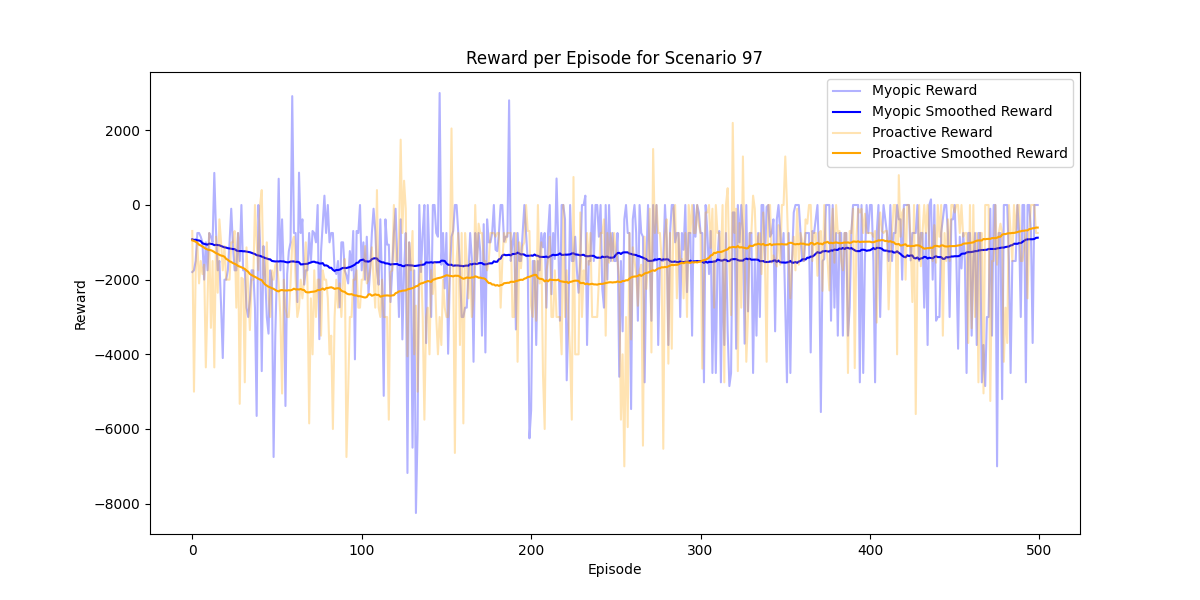 Reward per Episode for Scenario 97
Myopic Reward
Myopic Smoothed Reward
Proactive Reward
Proactive Smoothed Reward
2000
0
−2000
−4000
−6000
−8000
Reward
0 100 200 300 400 500
Episode